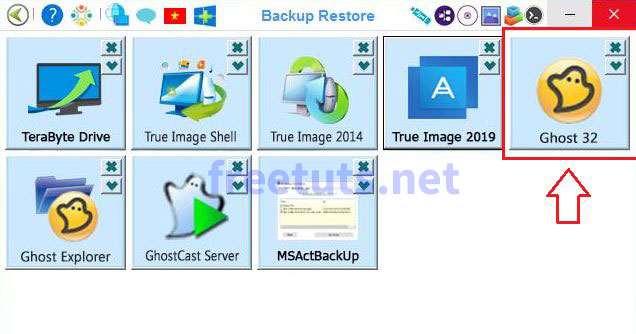 Backup Restore
TeraByte Drive
True Image Shell
True Image 2014
True Image 2019
Ghost 32
freetuts.net
Ghost Explorer
GhostCast Server
MSActBackUp